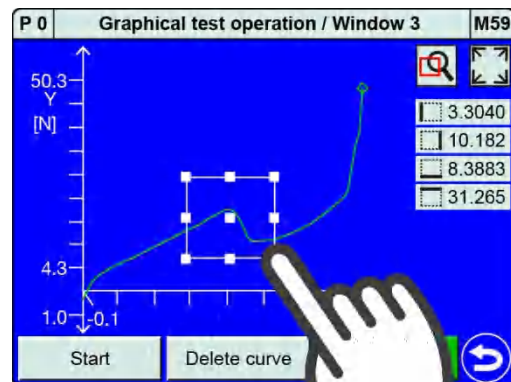 P 0 Graphical test operation / Window 3 M59
50.3
Y
[N]
3.3040
10.182
8.3883
31.265
4.3
1.0 -0.1
Start Delete curve